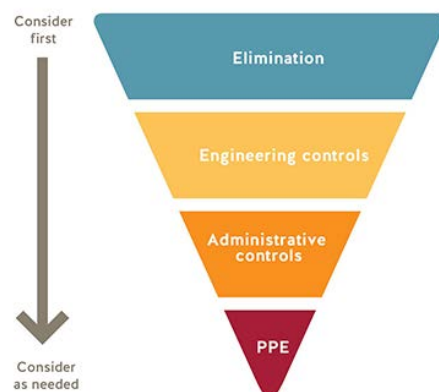 Consider
first
Elimination
Engineering controls
Administrative
controls
PPE
Consider
as needed